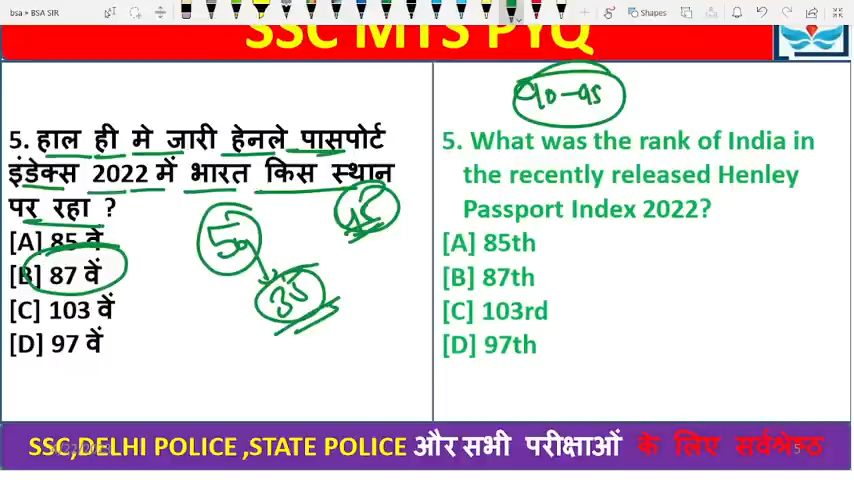 bsa » BSA SIR
Shapes
SSC MTS PYQ
90-95
5. हाल ही मे जारी हेनले पासपोर्ट
इंडेक्स 2022 में भारत किस स्थान
पर रहा ?
[A] 85 वे
[B] 87 वें
[C] 103 वें
[D] 97 वें
5. What was the rank of India in
the recently released Henley
Passport Index 2022?
[A] 85th
[B] 87th
[C] 103rd
[D] 97th
SSC,DELHI POLICE ,STATE POLICE और सभी परीक्षाओं के लिए सर्वश्रेष्ठ
5